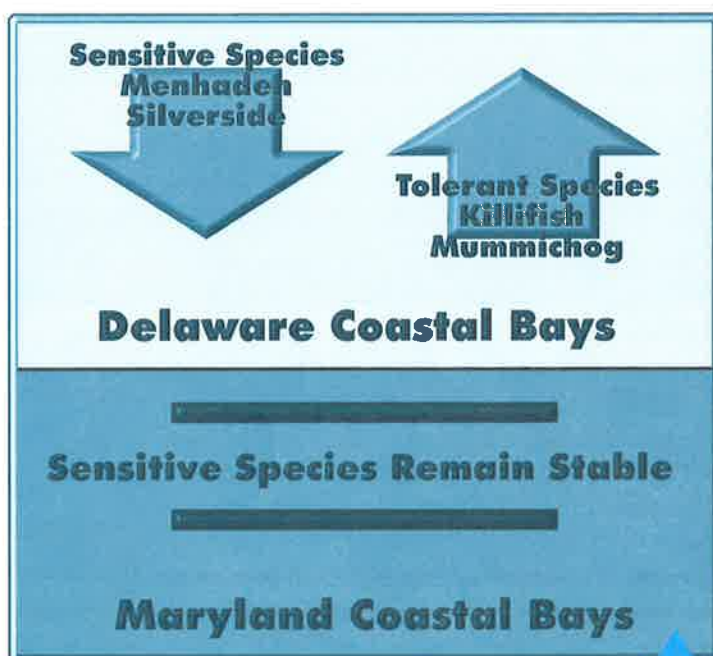 Sensitive Species
Menhaden
Silverside
Tolerant Species
Killifish
Mummichog
Delaware Coastal Bays
Sensitive Species Remain Stable
Maryland Coastal Bays